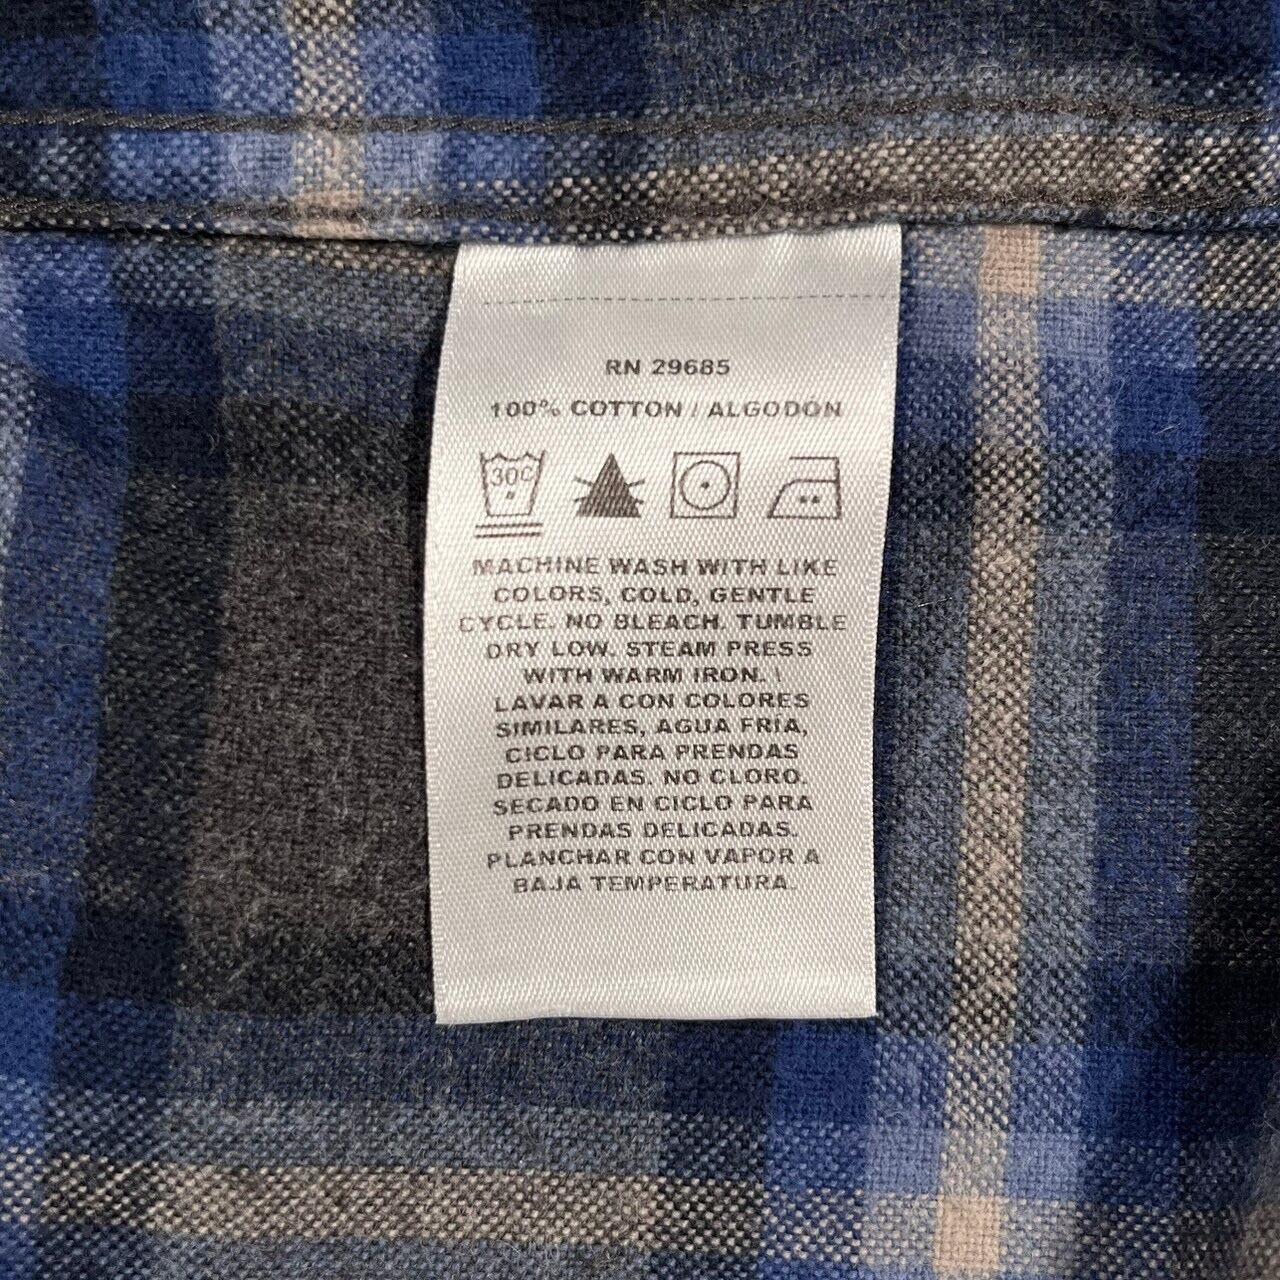 RN 29685
100% COTTON / ALGODON
30C
MACHINE WASH WITH LIKE
COLORS, COLD, GENTLE
CYCLE. NO BLEACH. TUMBLE
DRY LOW. STEAM PRESS
WITH WARM IRON. \
LAVAR A CON COLORES
SIMILARES, AGUA FRÍA,
CICLO PARA PRENDAS
DELICADAS. NO CLORO.
SECADO EN CICLO PARA
PRENDAS DELICADAS.
PLANCHAR CON VAPOR A
BAJA TEMPERATURA.